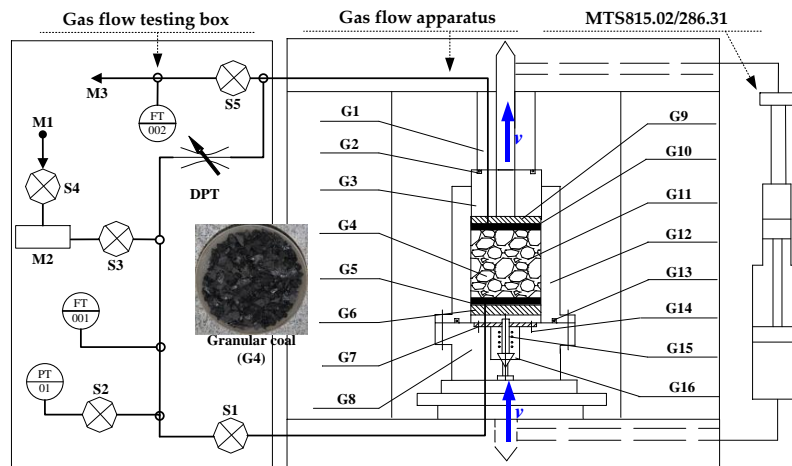 Gas flow testing box
Gas flow apparatus
MTS815.02/286.31
M3
S5
M1
FT
002
S4
DPT
M2
S3
FT
001
PT
01
S2
S1
Granular coal
(G4)
G1
G2
G3
G4
G5
G6
G7
G8
v
v
G9
G10
G11
G12
G13
G14
G15
G16